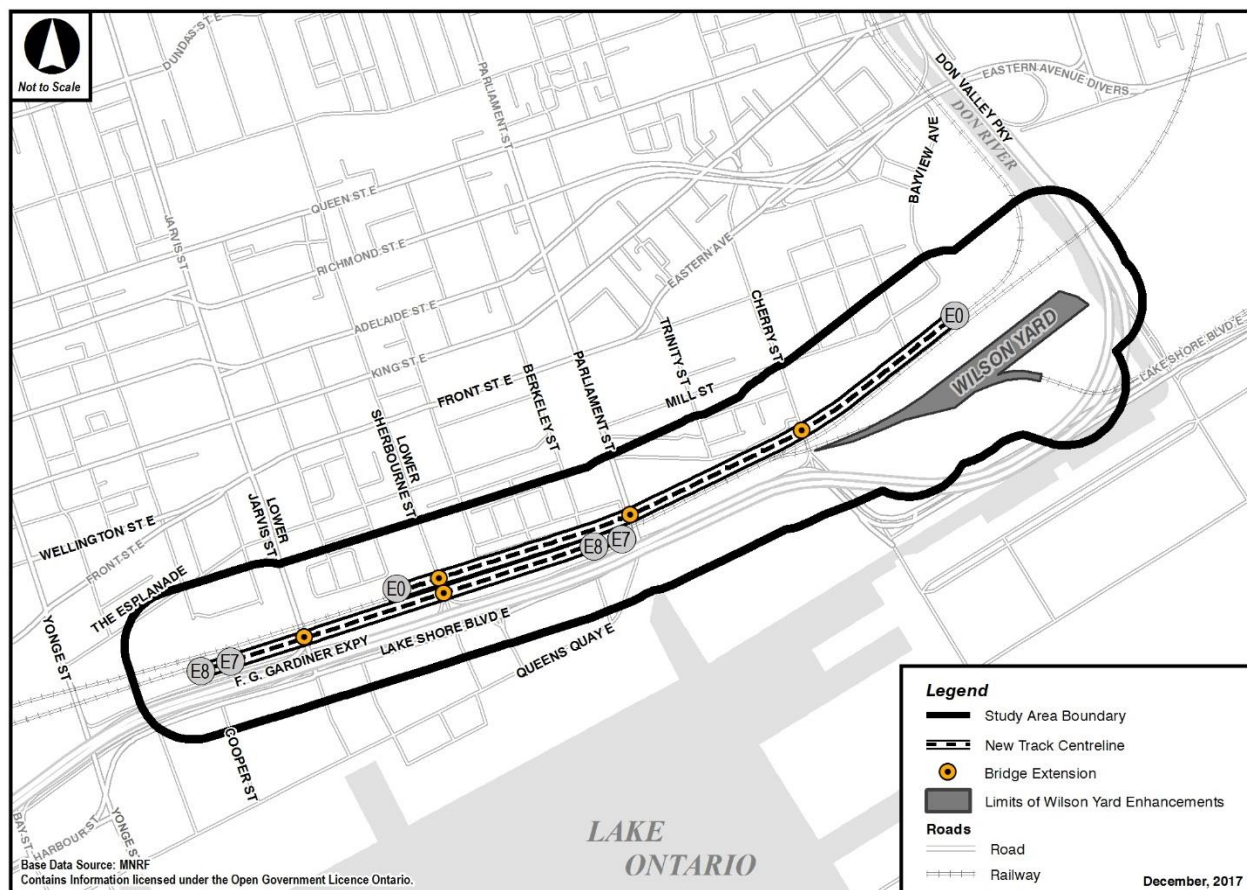 Not to Scale
DUNDAS ST E
PARLIAMENT ST
DON VALLEY PKY
EASTERN AVENUE DIVERS
DON RIVER
BAYVIEW AVE
QUEEN ST E
JARVIS ST
RICHMOND ST E
EASTERN AVE
ADELAIDE ST E
KING ST E
CHERRY ST
TRINITY ST
E0
WILSON YARD
LAKE SHORE BLVD E
FRONT ST E
BERKELEY ST
PARLIAMENT ST
MILL ST
LOWER
SHERBOURNE ST
LOWER
JARVIS ST
WELLINGTON ST E
FRONT ST E
THE ESPLANADE
YONGE ST
E0
E8
E7
E8
E7
F. G. GARDINER EXPY
LAKE SHORE BLVD E
QUEENS QUAY E
COOPER ST
BAY ST
HARBOUR ST
YONGE ST
LAKE
ONTARIO
Legend
Study Area Boundary
New Track Centreline
Bridge Extension
Limits of Wilson Yard Enhancements
Roads
Road
Railway
Base Data Source: MNRF
Contains Information licensed under the Open Government Licence Ontario.
December, 2017